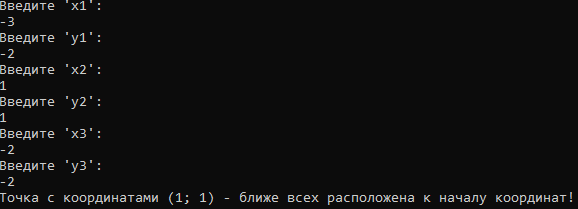 Введите 'x1':
-3
Введите 'y1':
-2
Введите 'x2':
1
Введите 'y2':
1
Введите 'x3':
-2
Введите 'y3':
-2
Точка с координатами (1; 1) - ближе всех расположена к началу координат!